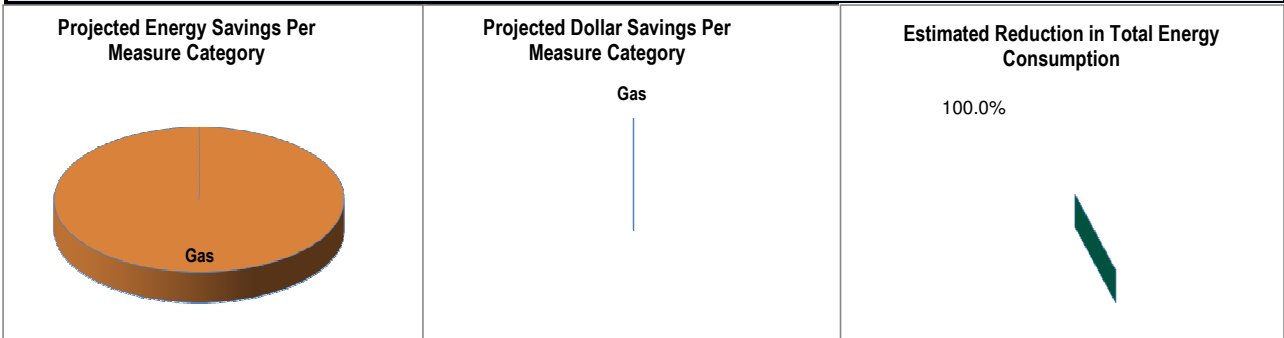 Projected Energy Savings Per
Measure Category
Gas
Projected Dollar Savings Per
Measure Category
Gas
Estimated Reduction in Total Energy
Consumption
100.0%